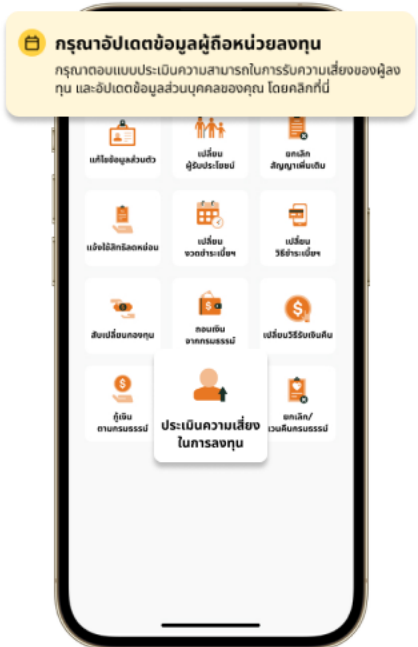 กรุณาอัปเดตข้อมูลผู้ถือหน่วยลงทุน
กรุณาตอบแบบประเมินความสามารถในการรับความเสี่ยงของผู้ลง
ทุน และอัปเดตข้อมูลส่วนบุคคลของคุณ โดยคลิกที่นี่
แก้ไขข้อมูลส่วนตัว
เปลี่ยน
ผู้รับประโยชน์
ยกเลิก
สัญญาเพิ่มเติม
แจ้งใช้สิทธิลดหย่อน
เปลี่ยน
งวดชำระเบี้ยฯ
เปลี่ยน
วิธีชำระเบี้ยฯ
สับเปลี่ยนกองทุน
ถอนเงิน
จากกรมธรรม์
เปลี่ยนวิธีรับเงินคืน
กู้เงิน
ตามกรมธรรม์
ประเมินความเสี่ยง
ในการลงทุน
ยกเลิก/
เวนคืนกรมธรรม์